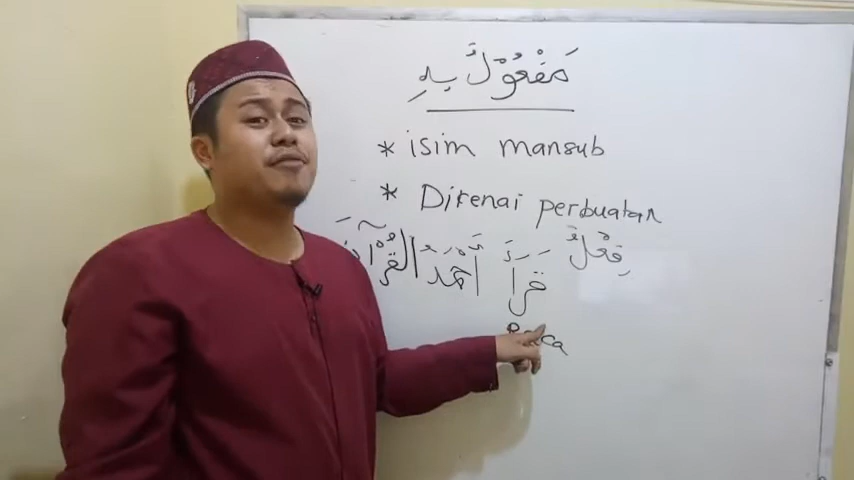 مَفْعُوْلٌ بِهِ
* isim mansub
* Dikenai perbuatan
فِعْلٌ
قَرَأَ أَحْمَدُ الْقُرْآنَ
Baca